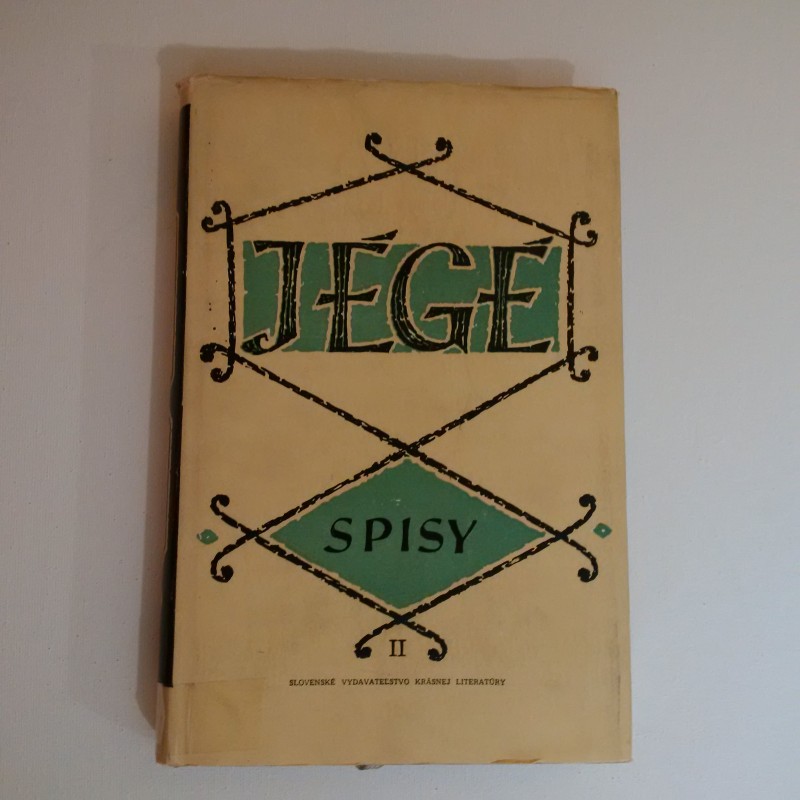 JÉGÉ
SPISY
II
SLOVENSKÉ VYDAVATEĽSTVO KRÁSNEJ LITERATÚRY